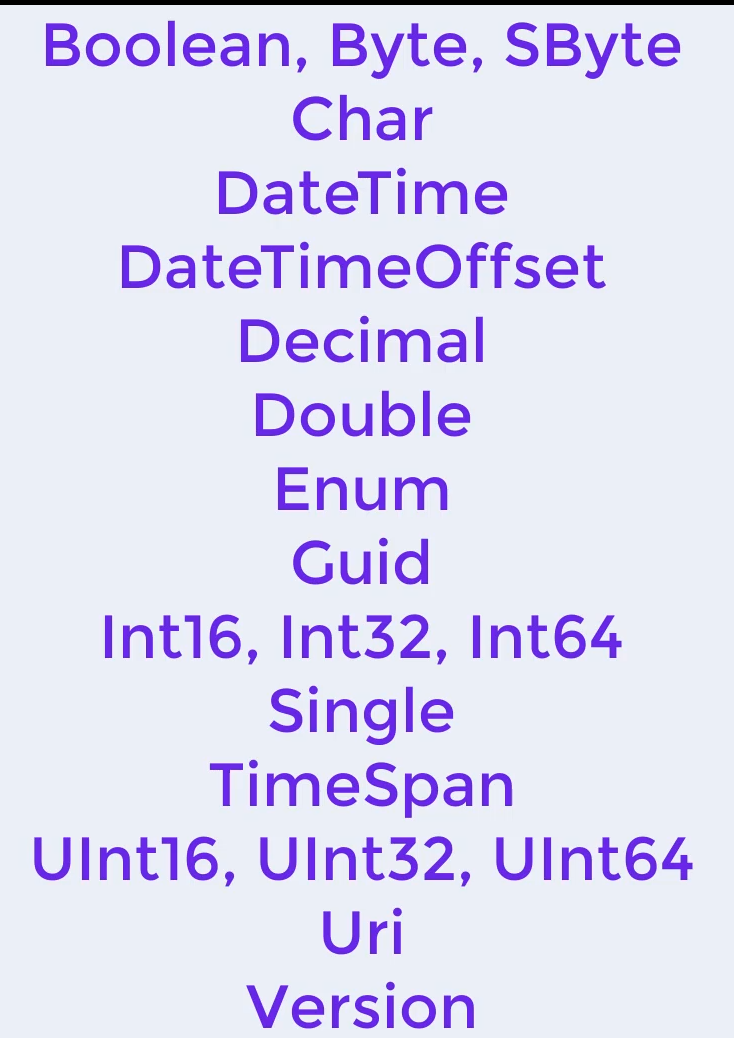 Boolean, Byte, SByte
Char
DateTime
DateTimeOffset
Decimal
Double
Enum
Guid
Int16, Int32, Int64
Single
TimeSpan
UInt16, UInt32, UInt64
Uri
Version